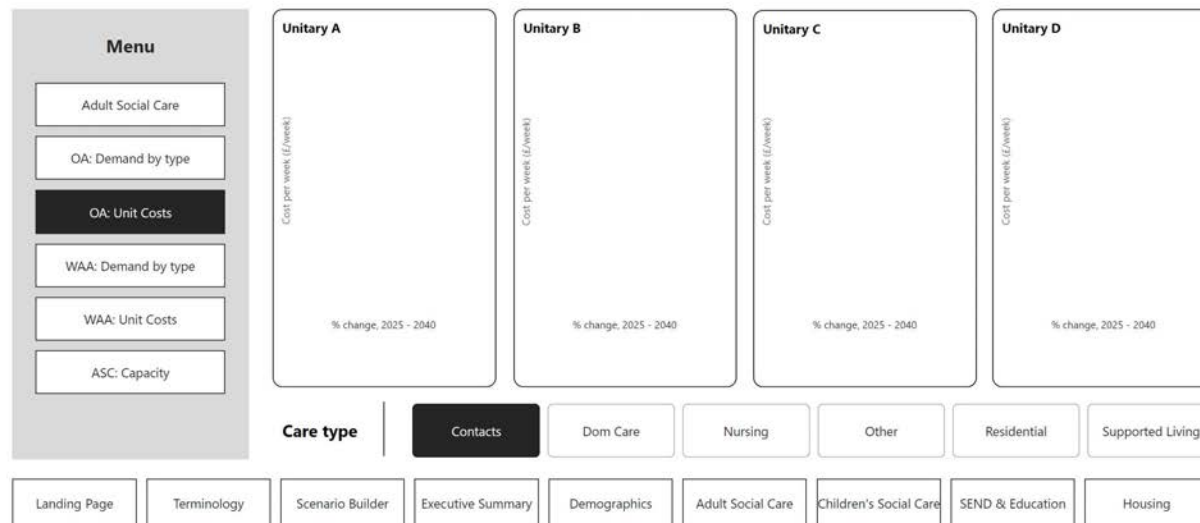 Menu
Adult Social Care
OA: Demand by type
OA: Unit Costs
WAA: Demand by type
WAA: Unit Costs
ASC: Capacity
Unitary A
Cost per week (£/week)
% change, 2025 - 2040
Unitary B
Cost per week (£/week)
% change, 2025 - 2040
Unitary C
Cost per week (£/week)
% change, 2025 - 2040
Unitary D
Cost per week (£/week)
% change, 2025 - 2040
Care type
Contacts
Dom Care
Nursing
Other
Residential
Supported Living
Landing Page
Terminology
Scenario Builder
Executive Summary
Demographics
Adult Social Care
Children's Social Care
SEND & Education
Housing